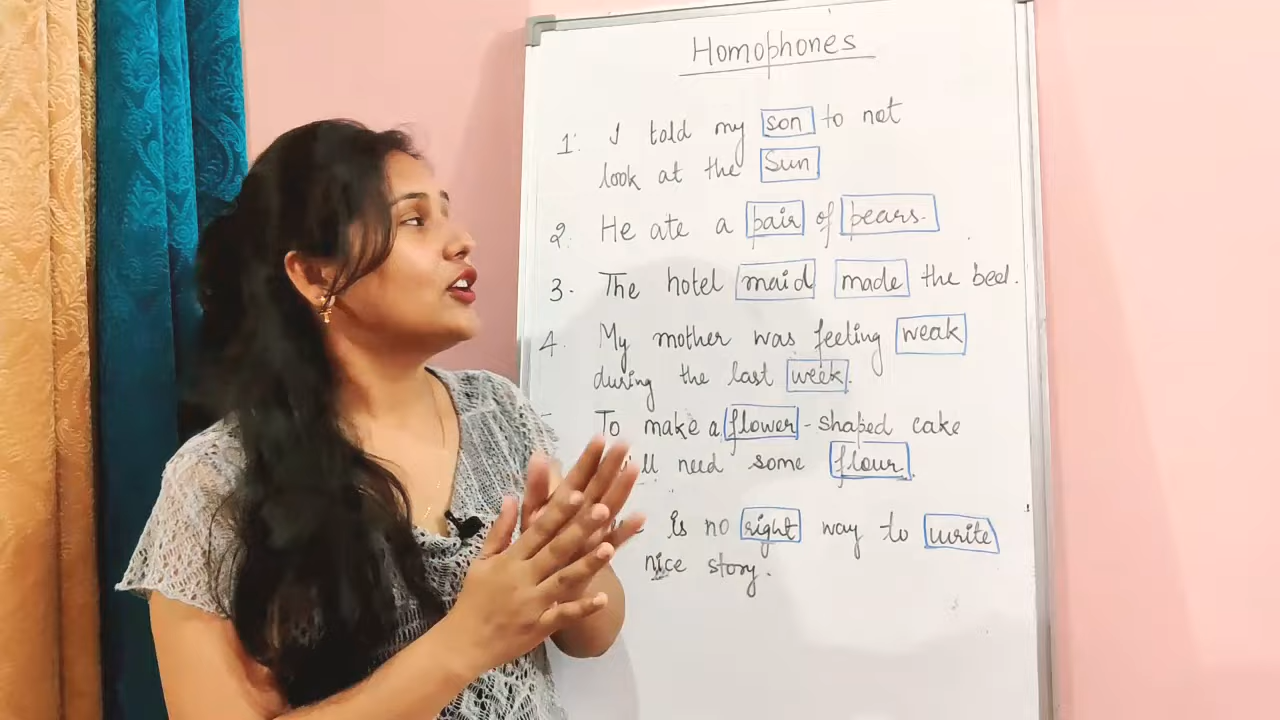 Homophones
1. I told my son to not
look at the Sun
2. He ate a pair of pears.
3. The hotel maid made the bed.
4. My mother was feeling weak
during the last week.
To make a flower-shaped cake
need some flour.
is no right way to write
nice story.